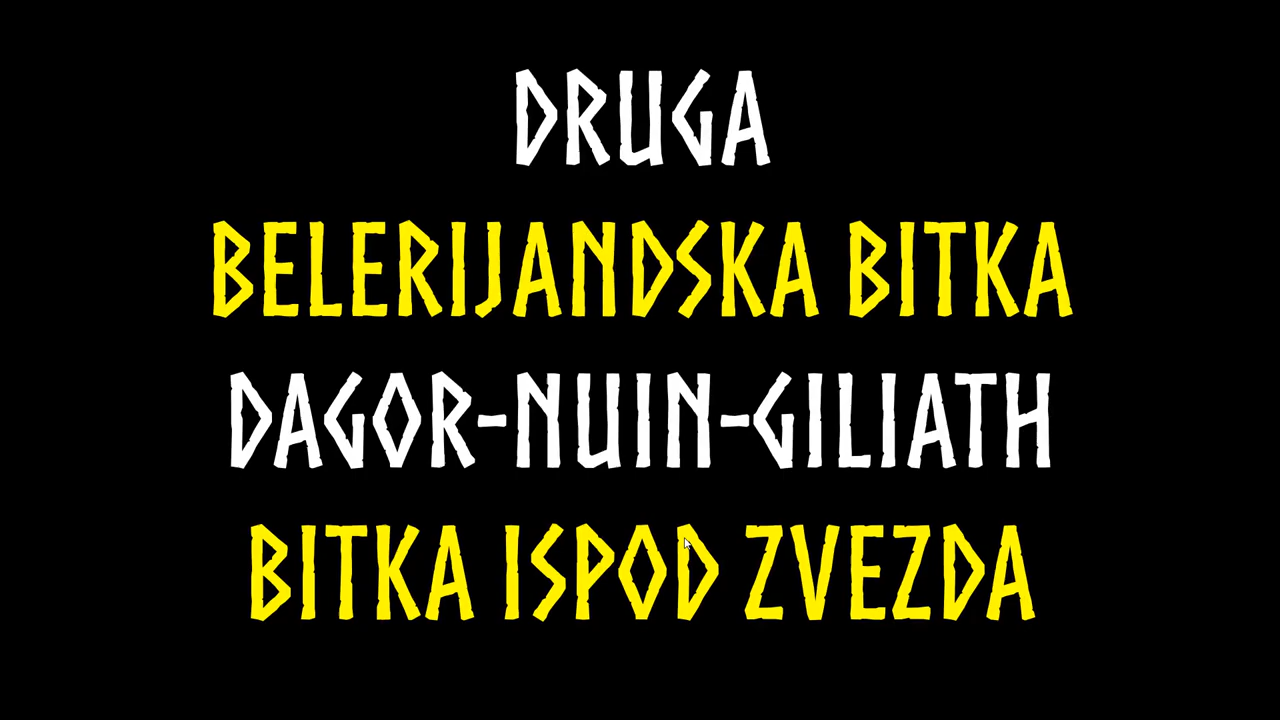 DRUGA
BELERIJANDSKA BITKA
DAGOR-NUIN-GILIATH
BITKA ISPOD ZVEZDA